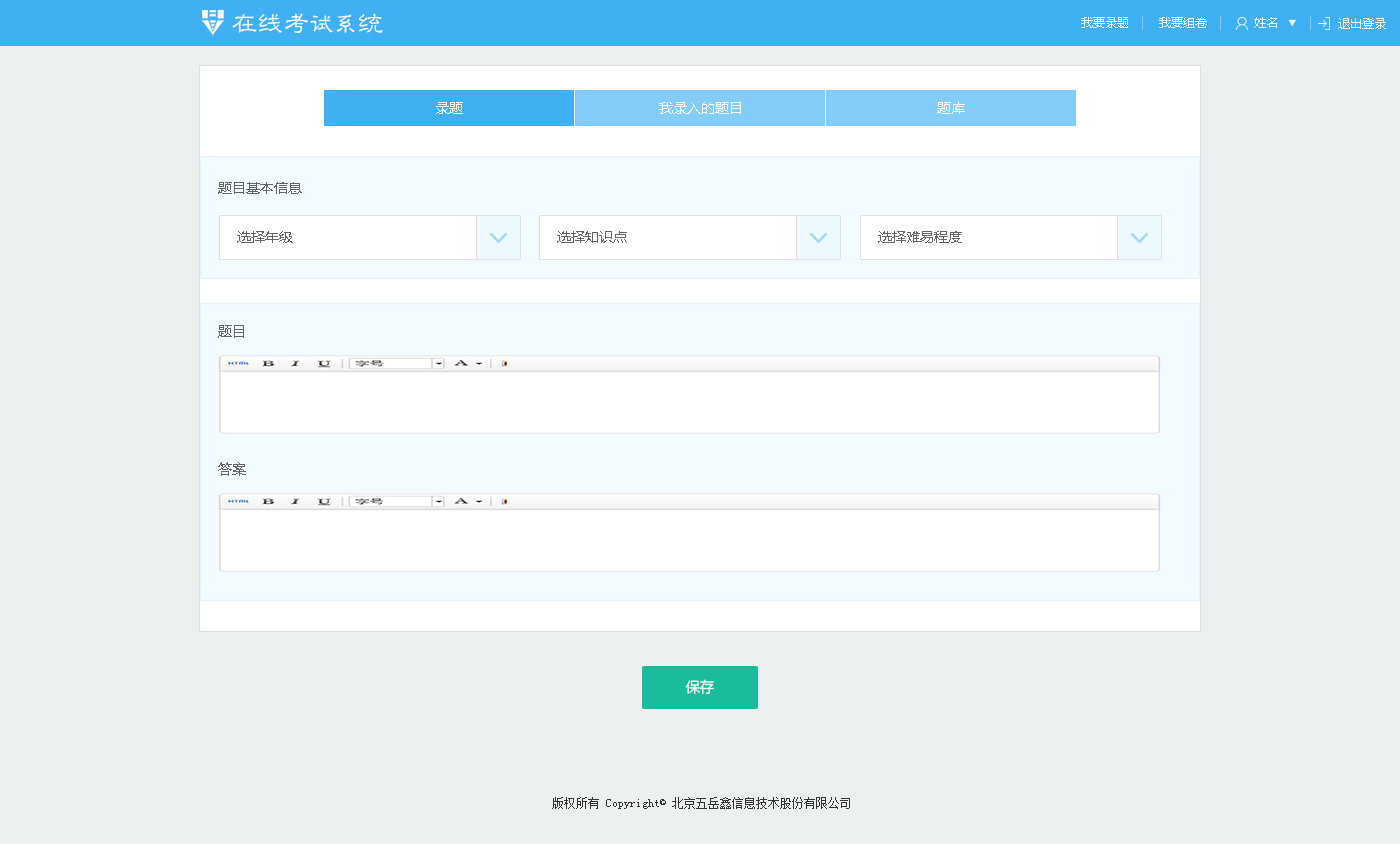 在线考试系统
我要录题 我要组卷 姓名 ▼ 退出登录
录题 我录入的题目 题库
题目基本信息
选择年级 选择知识点 选择难易程度
题目
HTML B I U 字号 A
答案
HTML B I U 字号 A
保存
版权所有 Copyright© 北京五岳鑫信息技术股份有限公司